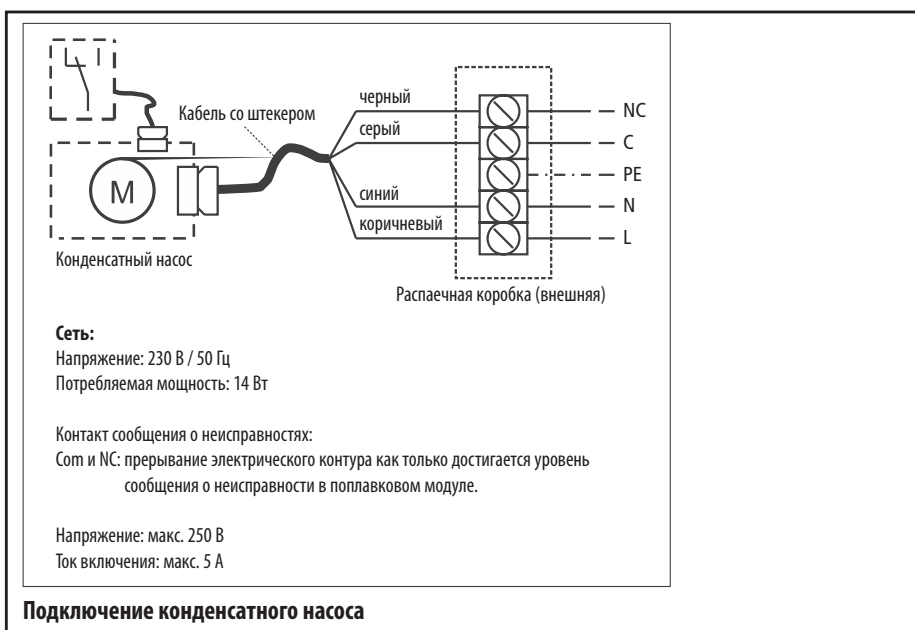 черный
NC
Кабель со штекером
серый
C
PE
M
синий
N
коричневый
L
Конденсатный насос
Распаечная коробка (внешняя)
Сеть:
Напряжение: 230 В / 50 Гц
Потребляемая мощность: 14 Вт
Контакт сообщения о неисправностях:
Com и NC: прерывание электрического контура как только достигается уровень
сообщения о неисправности в поплавковом модуле.
Напряжение: макс. 250 В
Ток включения: макс. 5 А
Подключение конденсатного насоса